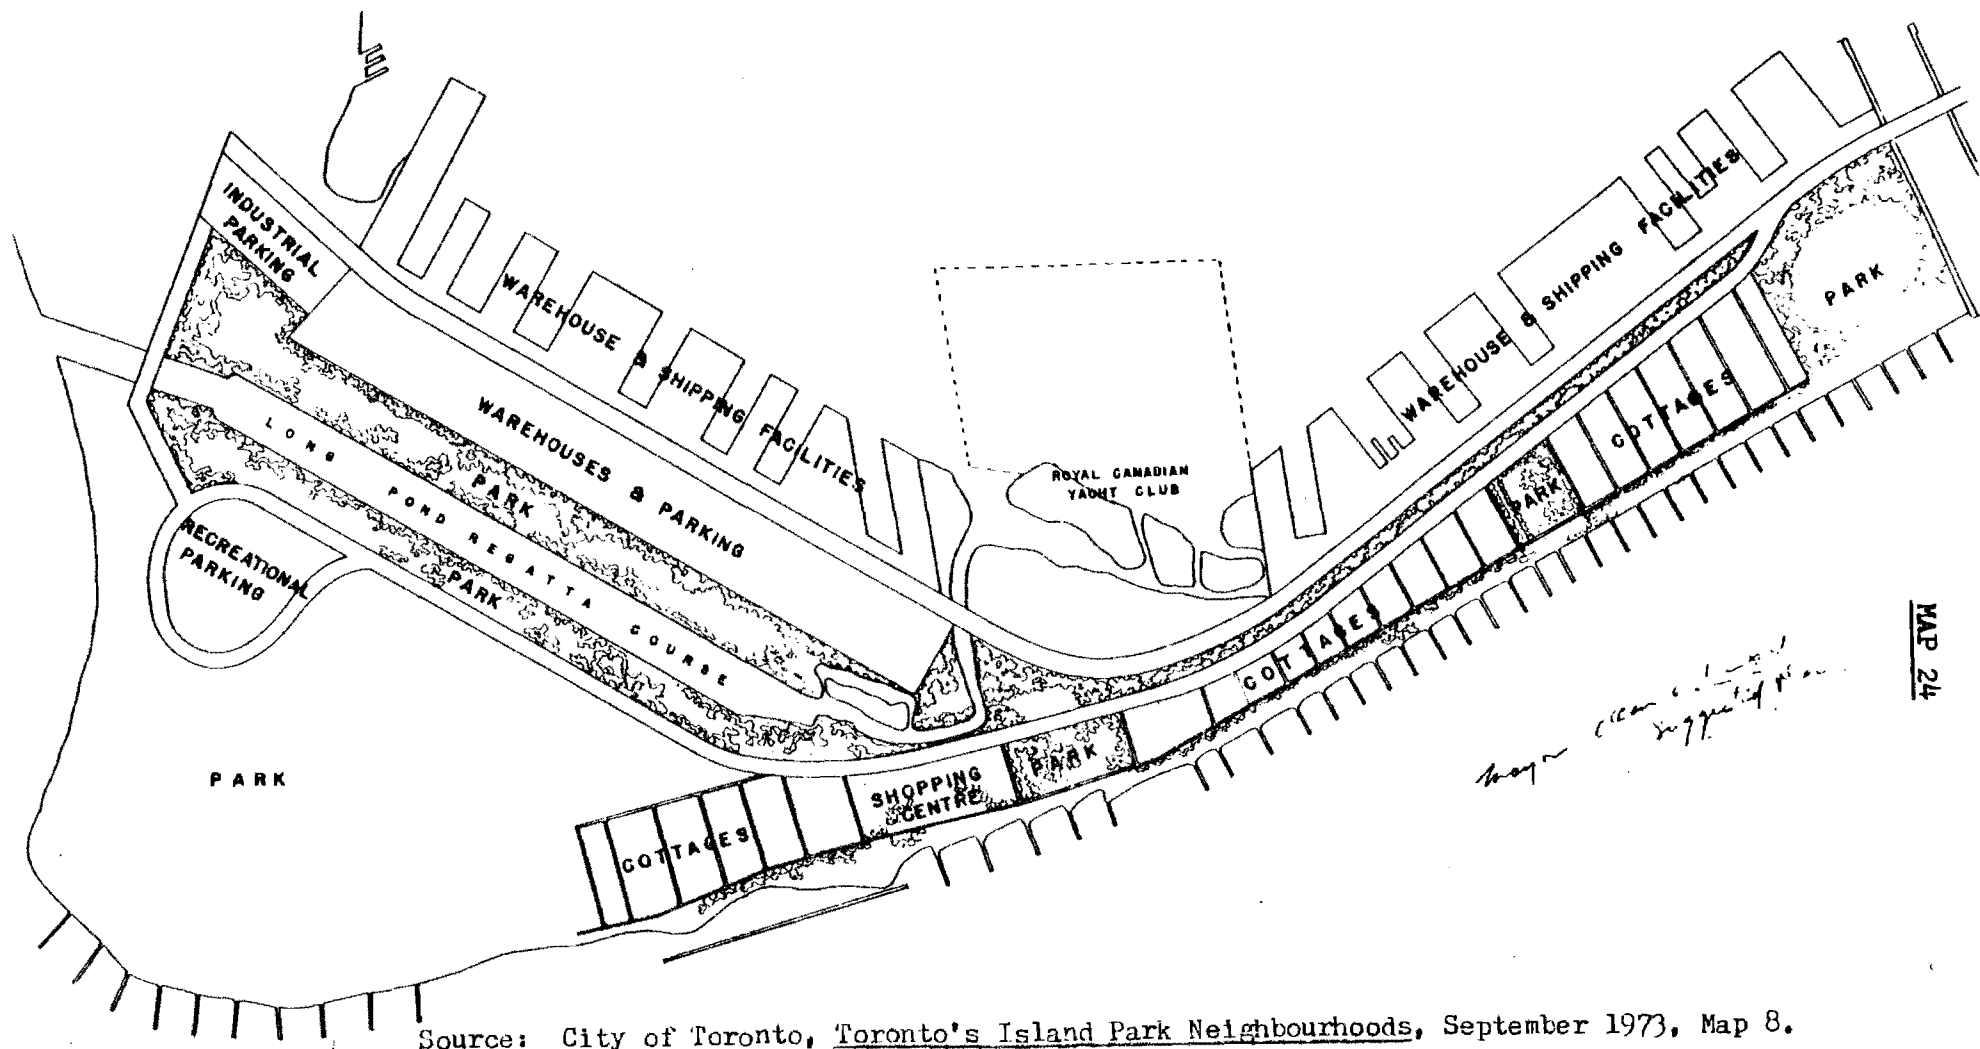 INDUSTRIAL
PARKING
WAREHOUSE & SHIPPING FACILITIES
WAREHOUSE & SHIPPING FACILITIES
PARK
WAREHOUSES & PARKING
ROYAL CANADIAN
YACHT CLUB
COTTAGES
PARK
LONG POND REGATTA COURSE
PARK
PARK
RECREATIONAL
PARKING
COTTAGES
PARK
SHOPPING
CENTRE
COTTAGES
PARK
MAP 24
suggested plan
Source: City of Toronto, Toronto's Island Park Neighbourhoods, September 1973, Map 8.